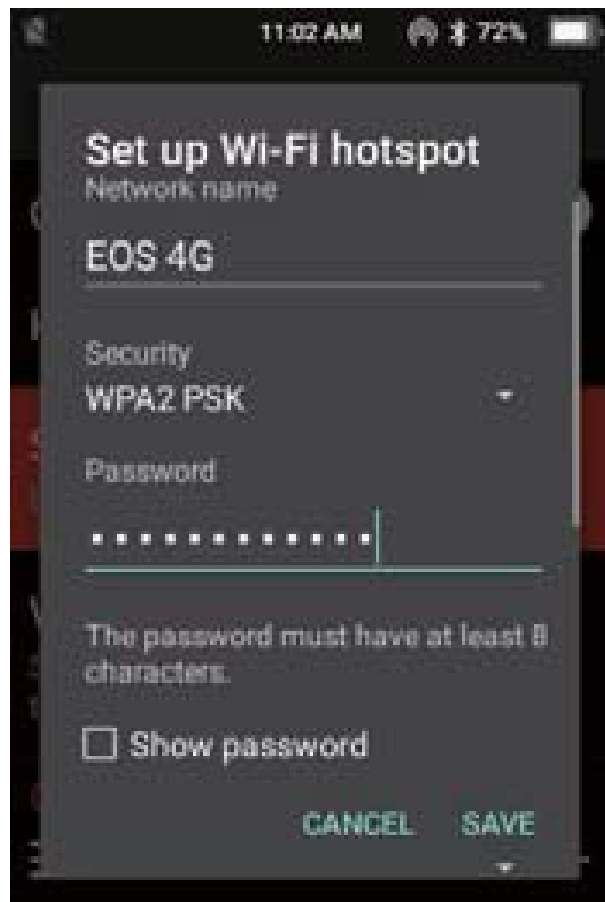 11:02 AM 72%
Set up Wi-Fi hotspot
Network name
EOS 4G
Security
WPA2 PSK
Password
••••••••••••
The password must have at least 8
characters.
Show password
CANCEL SAVE